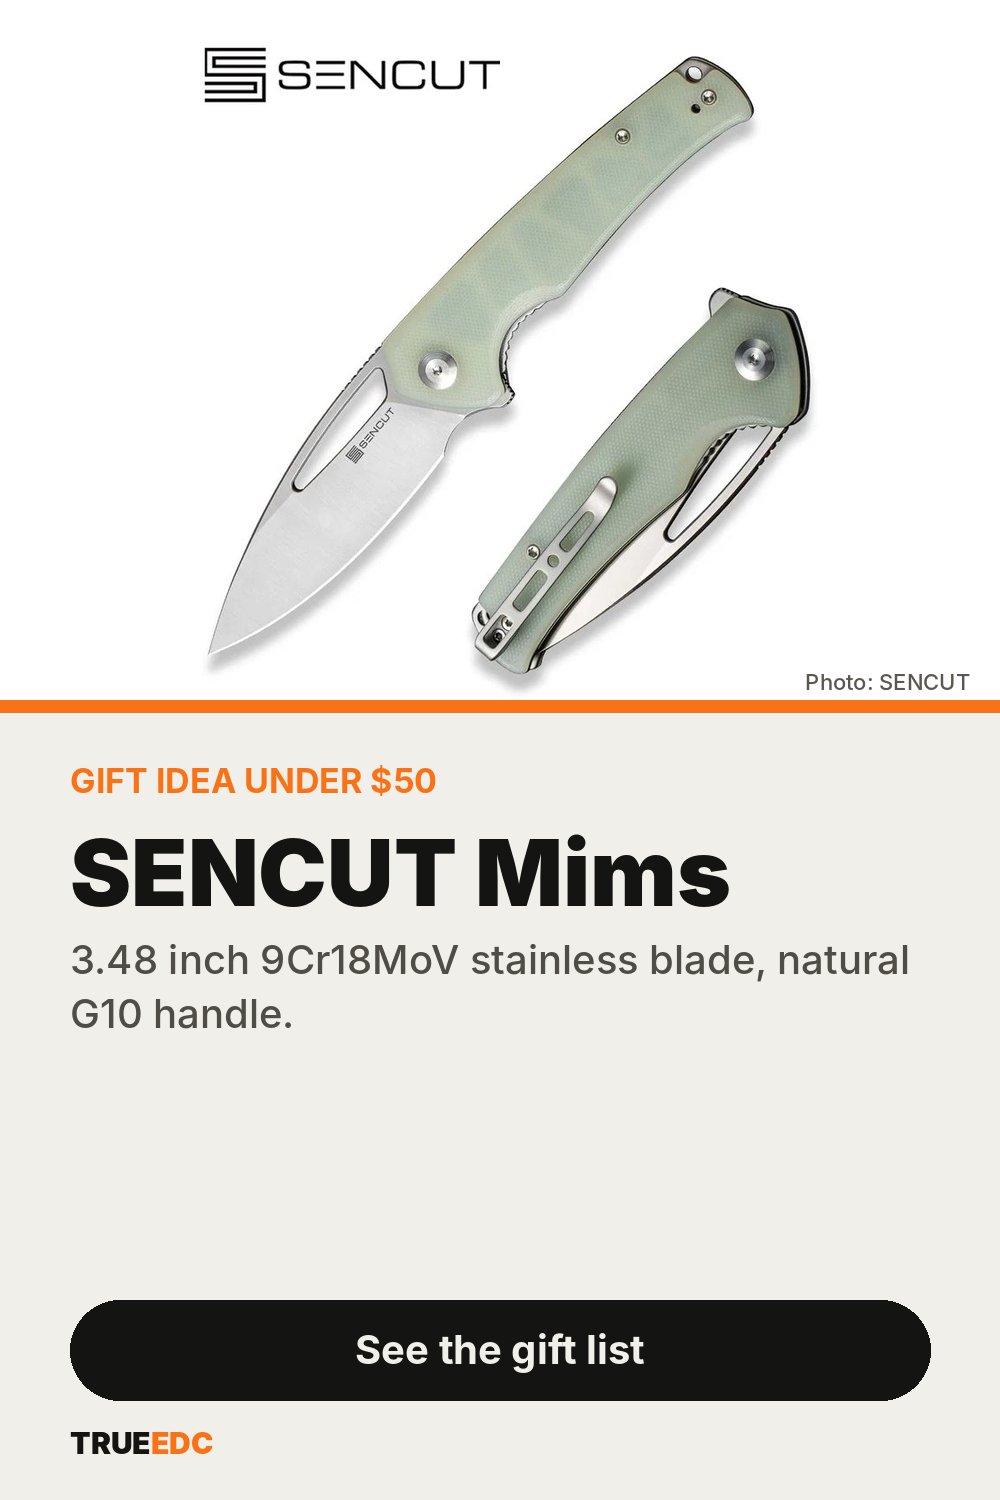 SENCUT
SENCUT
Photo: SENCUT
GIFT IDEA UNDER $50
SENCUT Mims
3.48 inch 9Cr18MoV stainless blade, natural
G10 handle.
See the gift list
TRUEEDC